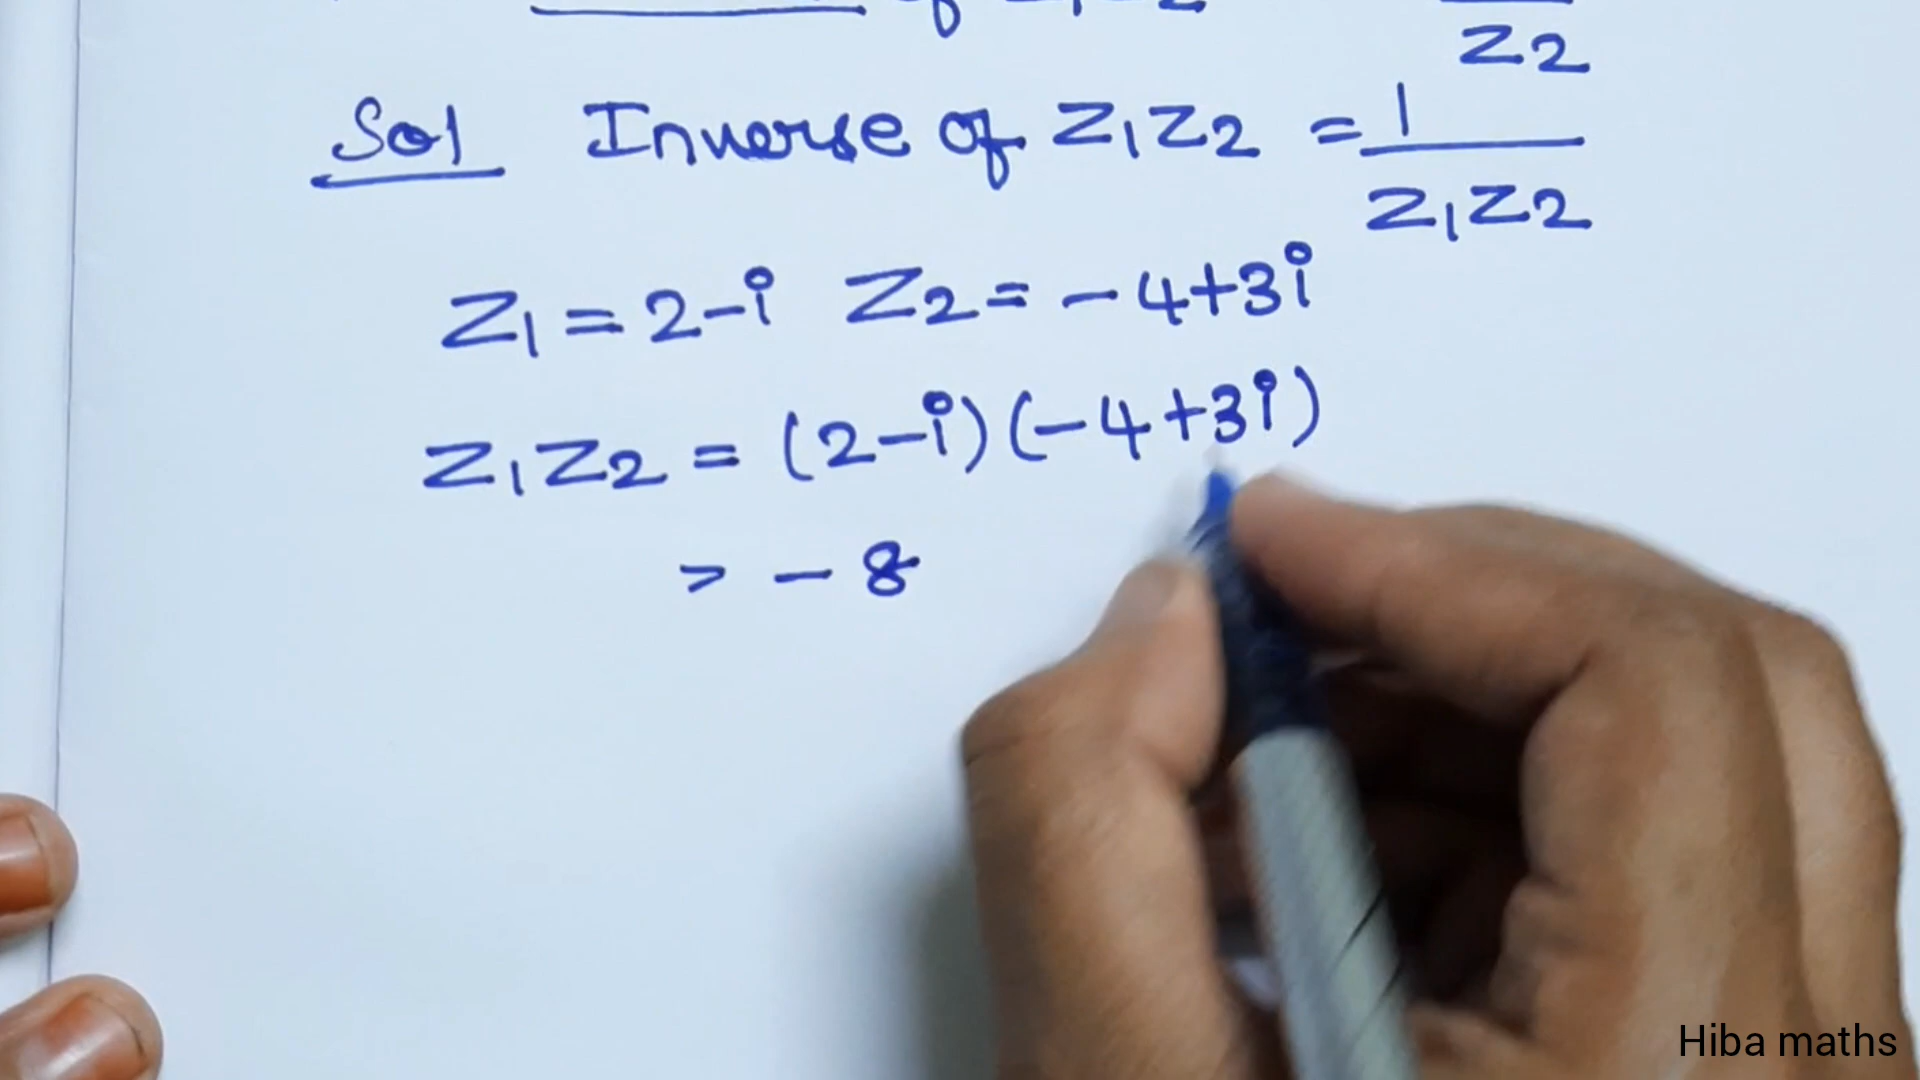 Z2
Sol Inverse of Z1Z2 = 1/Z1Z2
Z1 = 2-i Z2 = -4+3i
Z1Z2 = (2-i)(-4+3i)
> - 8
Hiba maths